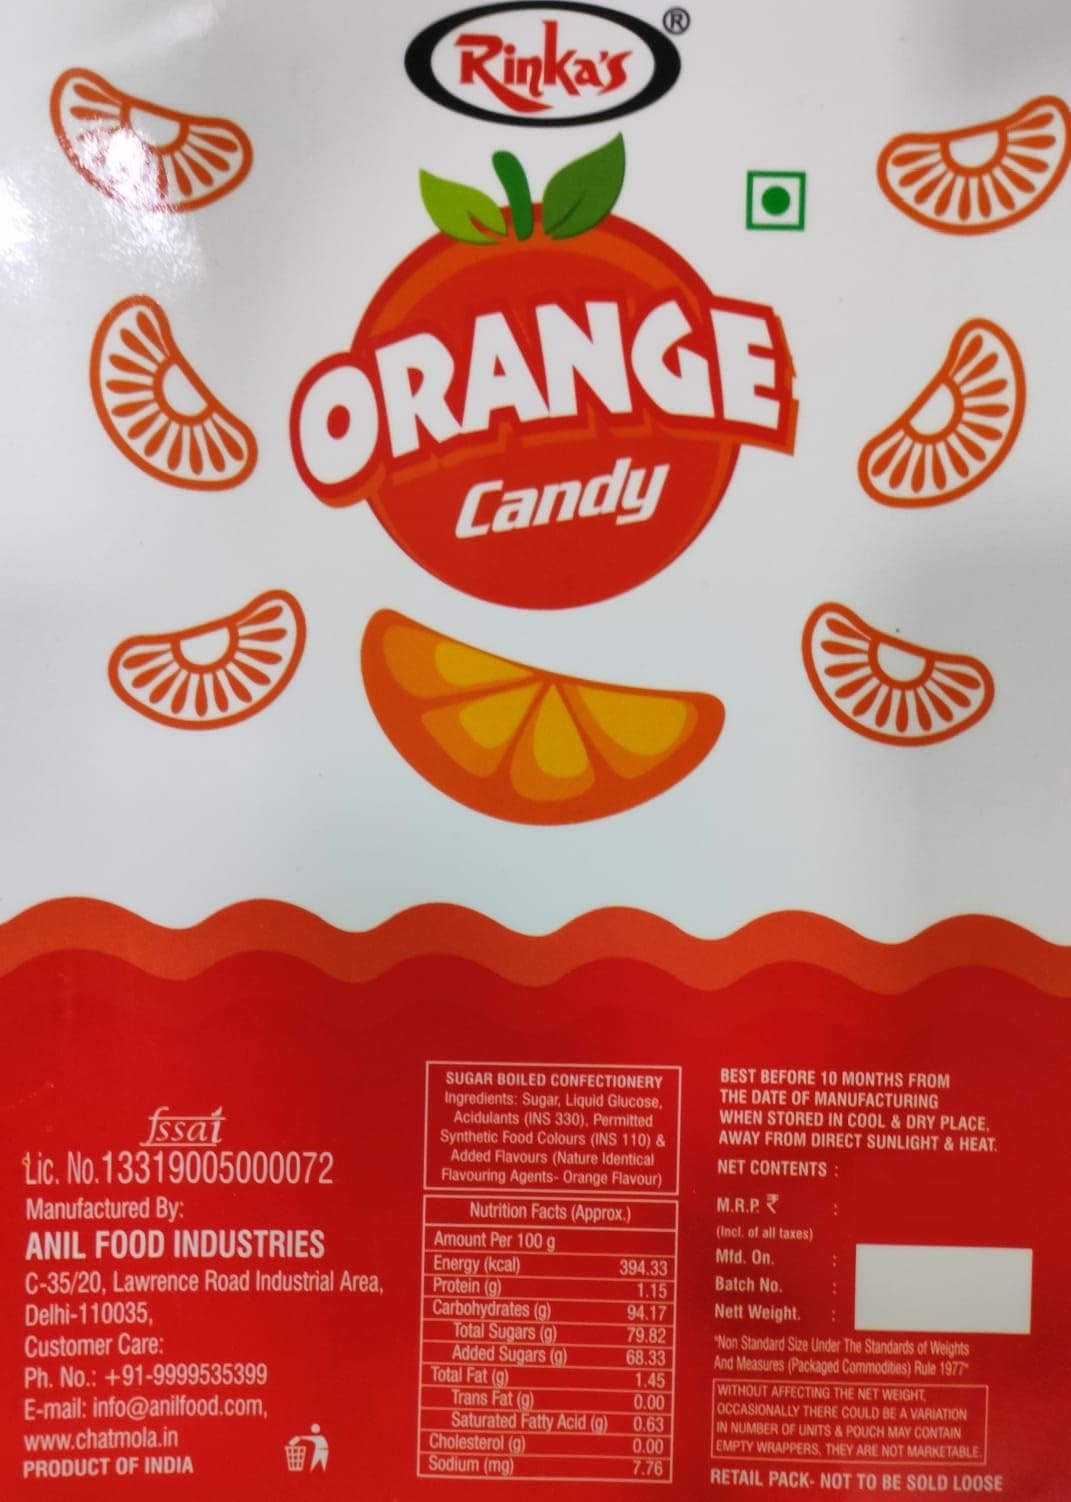 Rinka's ®
ORANGE
Candy
fssai
Lic. No.13319005000072
Manufactured By:
ANIL FOOD INDUSTRIES
C-35/20, Lawrence Road Industrial Area,
Delhi-110035,
Customer Care:
Ph. No.: +91-9999535399
E-mail: info@anilfood.com,
www.chatmola.in
PRODUCT OF INDIA
SUGAR BOILED CONFECTIONERY
Ingredients: Sugar, Liquid Glucose,
Acidulants (INS 330), Permitted
Synthetic Food Colours (INS 110) &
Added Flavours (Nature Identical
Flavouring Agents- Orange Flavour)
Nutrition Facts (Approx.)
Amount Per 100 g
Energy (kcal) 394.33
Protein (g) 1.15
Carbohydrates (g) 94.17
Total Sugars (g) 79.82
Added Sugars (g) 68.33
Total Fat (g) 1.45
Trans Fat (g) 0.00
Saturated Fatty Acid (g) 0.63
Cholesterol (g) 0.00
Sodium (mg) 7.76
BEST BEFORE 10 MONTHS FROM
THE DATE OF MANUFACTURING
WHEN STORED IN COOL & DRY PLACE,
AWAY FROM DIRECT SUNLIGHT & HEAT.
NET CONTENTS :
M.R.P. ₹ :
(Incl. of all taxes)
Mfd. On. :
Batch No. :
Nett Weight. :
"Non Standard Size Under The Standards of Weights
And Measures (Packaged Commodities) Rule 1977"
WITHOUT AFFECTING THE NET WEIGHT,
OCCASIONALLY THERE COULD BE A VARIATION
IN NUMBER OF UNITS & POUCH MAY CONTAIN
EMPTY WRAPPERS, THEY ARE NOT MARKETABLE.
RETAIL PACK- NOT TO BE SOLD LOOSE